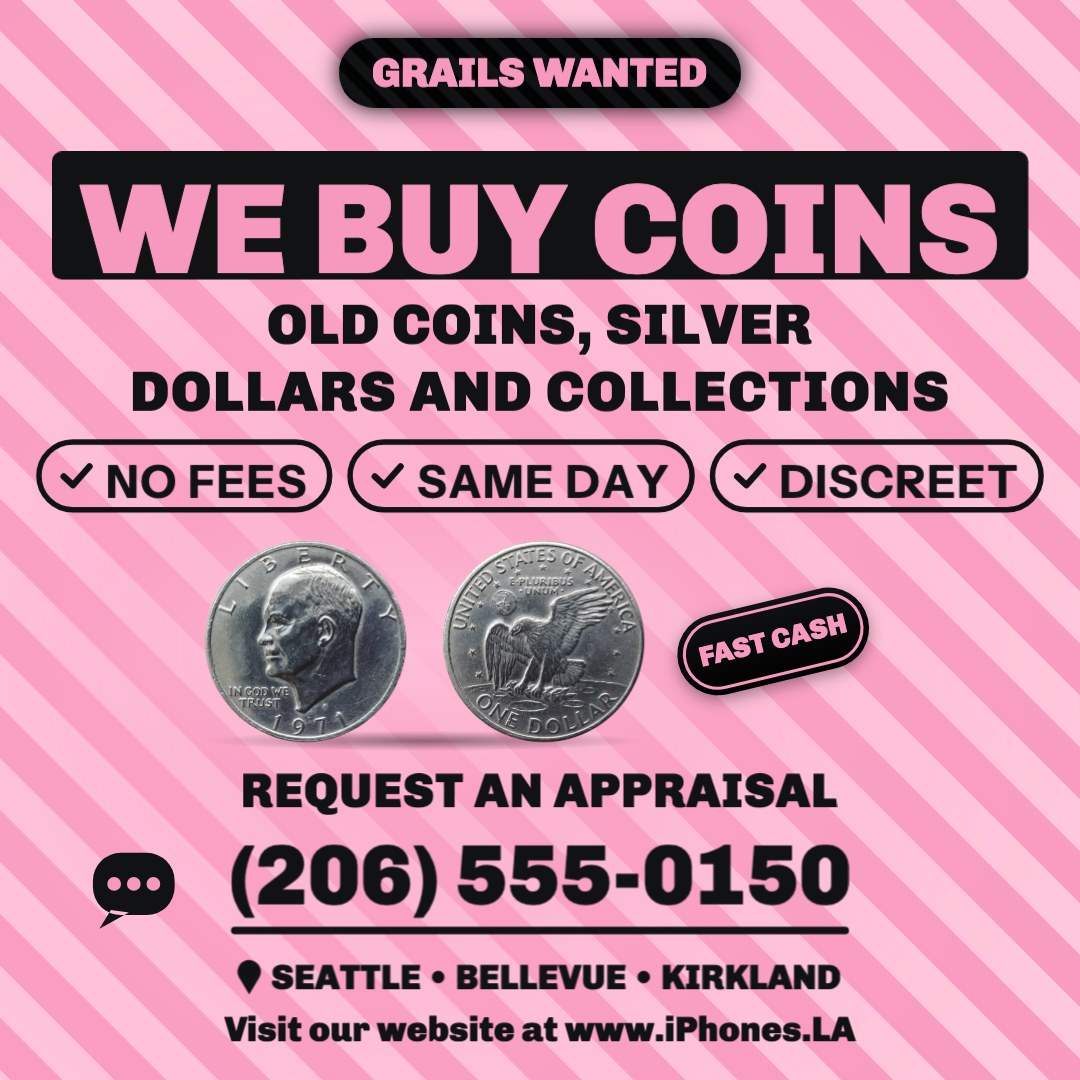 GRAILS WANTED
WE BUY COINS
OLD COINS, SILVER
DOLLARS AND COLLECTIONS
NO FEES
SAME DAY
DISCREET
LIBERTY
IN GOD WE
TRUST
1971
UNITED STATES OF AMERICA
E·PLURIBUS
·UNUM·
ONE DOLLAR
FAST CASH
REQUEST AN APPRAISAL
(206) 555-0150
SEATTLE • BELLEVUE • KIRKLAND
Visit our website at www.iPhones.LA